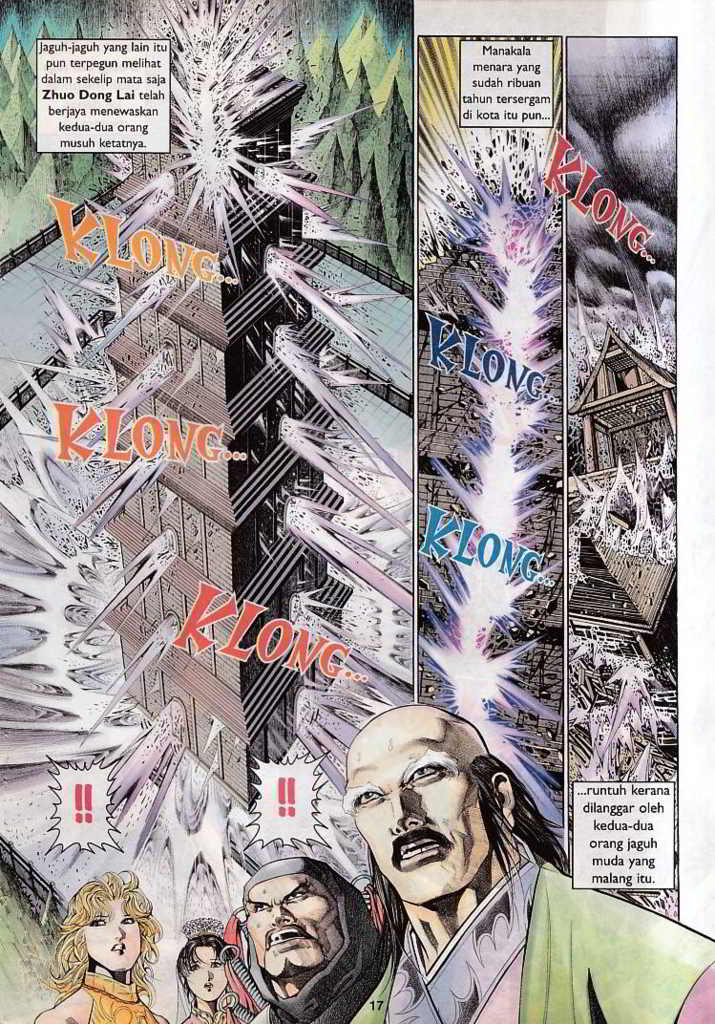 Jaguh-jaguh yang lain itu
pun terpegun melihat
dalam sekelip mata saja
Zhuo Dong Lai telah
berjaya menewaskan
kedua-dua orang
musuh ketatnya.
KLONG...
KLONG...
KLONG...
!!
!!
Manakala
menara yang
sudah ribuan
tahun tersergam
di kota itu pun...
KLONG...
KLONG...
KLONG...
...runtuh kerana
dilanggar oleh
kedua-dua
orang jaguh
muda yang
malang itu.
17